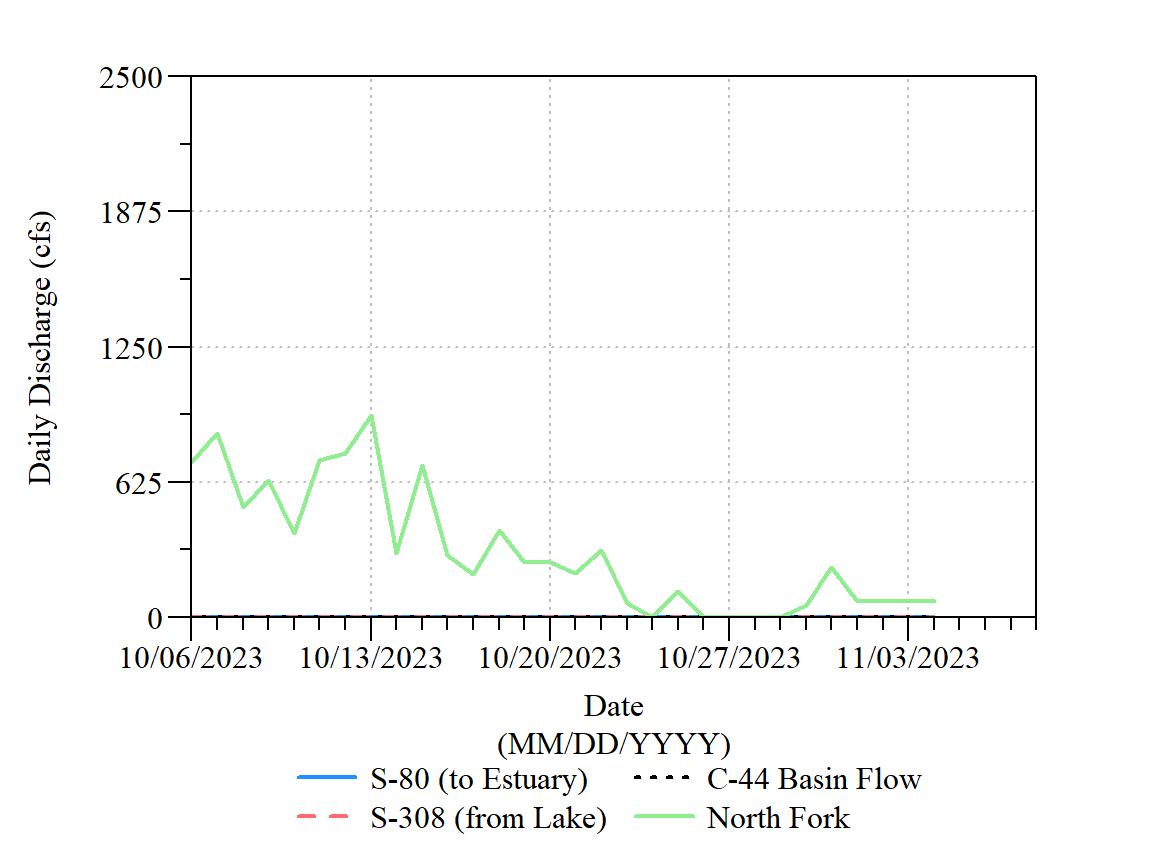 2500
1875
1250
625
0
Daily Discharge (cfs)
10/06/2023 10/13/2023 10/20/2023 10/27/2023 11/03/2023
Date
(MM/DD/YYYY)
S-80 (to Estuary) C-44 Basin Flow
S-308 (from Lake) North Fork